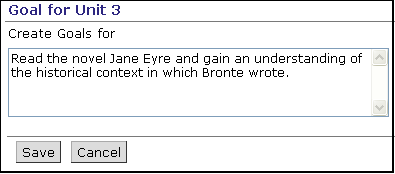 Goal for Unit 3
Create Goals for
Read the novel Jane Eyre and gain an understanding of
the historical context in which Bronte wrote.
Save Cancel